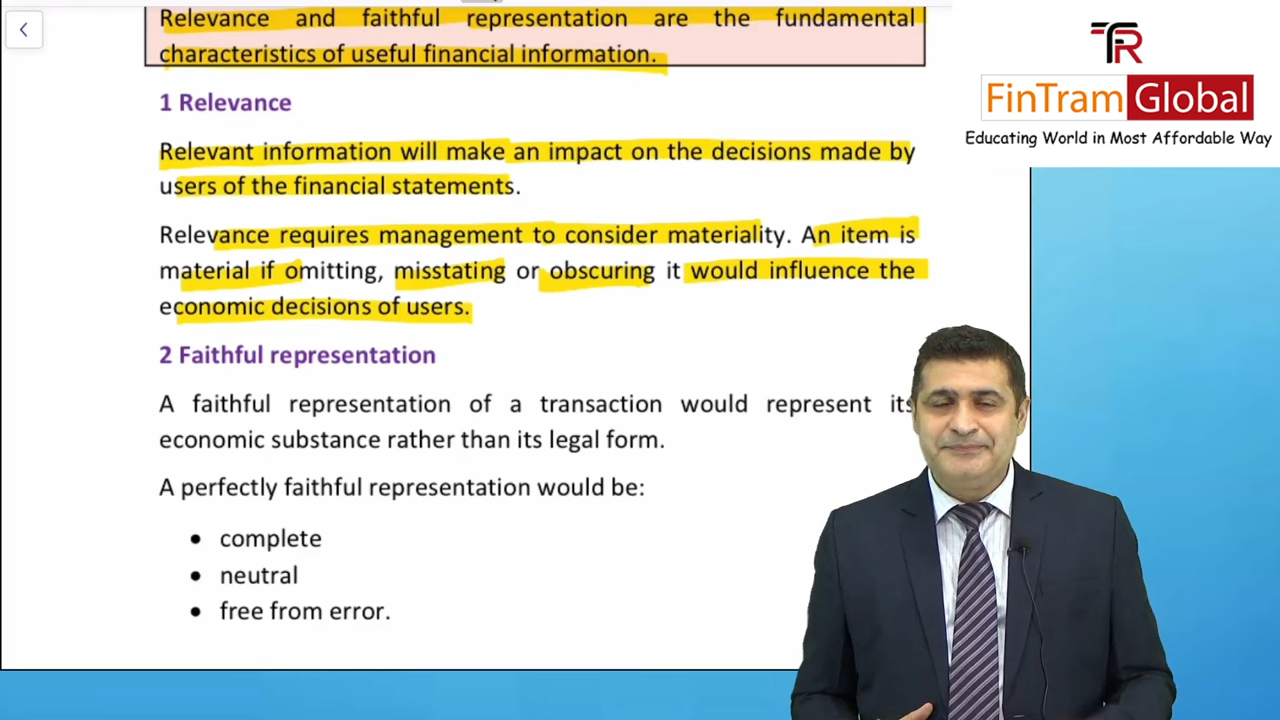 Relevance and faithful representation are the fundamental
characteristics of useful financial information.
1 Relevance
Relevant information will make an impact on the decisions made by
users of the financial statements.
Relevance requires management to consider materiality. An item is
material if omitting, misstating or obscuring it would influence the
economic decisions of users.
2 Faithful representation
A faithful representation of a transaction would represent its
economic substance rather than its legal form.
A perfectly faithful representation would be:
• complete
• neutral
• free from error.
FR
FinTram Global
Educating World in Most Affordable Way